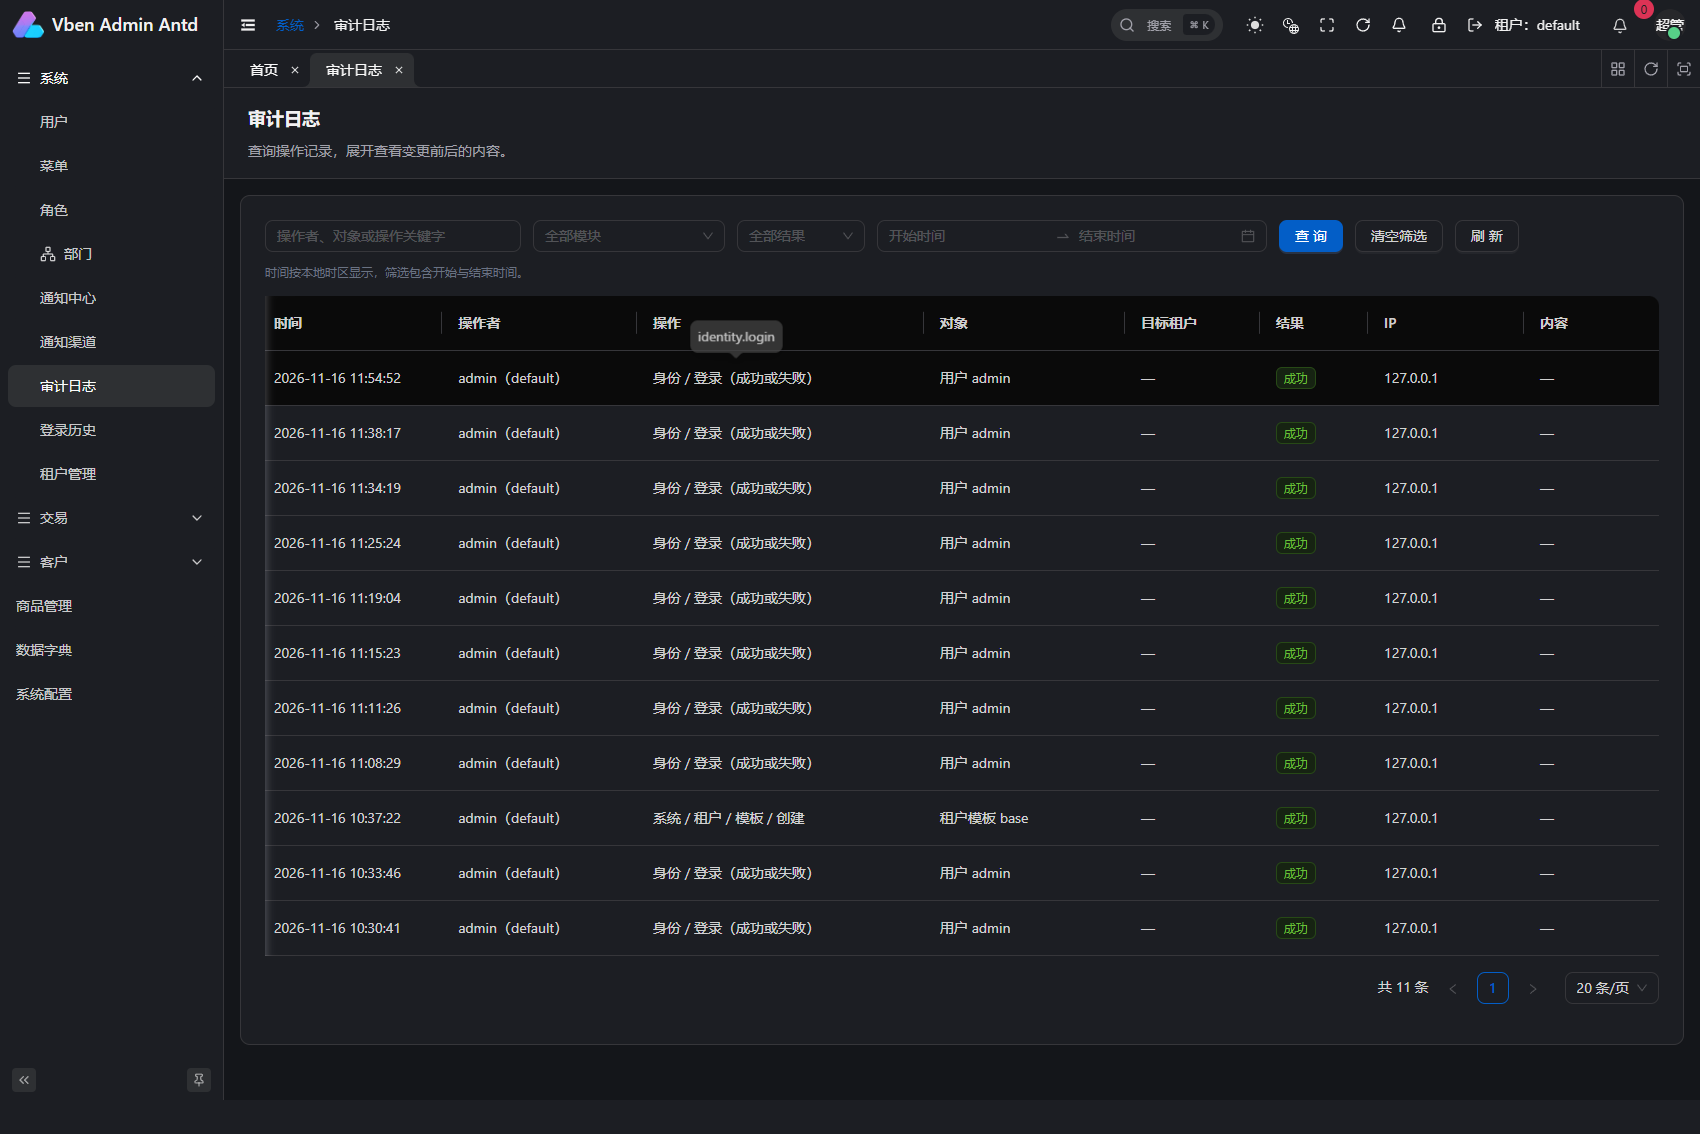 Vben Admin Antd
系统 > 审计日志
搜索 ⌘ K
租户：default
0
超管
首页 ×
审计日志 ×
系统
用户
菜单
角色
部门
通知中心
通知渠道
审计日志
登录历史
租户管理
交易
客户
商品管理
数据字典
系统配置
审计日志
查询操作记录，展开查看变更前后的内容。
操作者、对象或操作关键字 全部模块 全部结果 开始时间 → 结束时间 查 询 清空筛选 刷 新
时间按本地时区显示，筛选包含开始与结束时间。
时间 操作者 操作 对象 目标租户 结果 IP 内容
identity.login
2026-11-16 11:54:52 admin（default） 身份 / 登录（成功或失败） 用户 admin — 成功 127.0.0.1 —
2026-11-16 11:38:17 admin（default） 身份 / 登录（成功或失败） 用户 admin — 成功 127.0.0.1 —
2026-11-16 11:34:19 admin（default） 身份 / 登录（成功或失败） 用户 admin — 成功 127.0.0.1 —
2026-11-16 11:25:24 admin（default） 身份 / 登录（成功或失败） 用户 admin — 成功 127.0.0.1 —
2026-11-16 11:19:04 admin（default） 身份 / 登录（成功或失败） 用户 admin — 成功 127.0.0.1 —
2026-11-16 11:15:23 admin（default） 身份 / 登录（成功或失败） 用户 admin — 成功 127.0.0.1 —
2026-11-16 11:11:26 admin（default） 身份 / 登录（成功或失败） 用户 admin — 成功 127.0.0.1 —
2026-11-16 11:08:29 admin（default） 身份 / 登录（成功或失败） 用户 admin — 成功 127.0.0.1 —
2026-11-16 10:37:22 admin（default） 系统 / 租户 / 模板 / 创建 租户模板 base — 成功 127.0.0.1 —
2026-11-16 10:33:46 admin（default） 身份 / 登录（成功或失败） 用户 admin — 成功 127.0.0.1 —
2026-11-16 10:30:41 admin（default） 身份 / 登录（成功或失败） 用户 admin — 成功 127.0.0.1 —
共 11 条 < 1 > 20 条/页